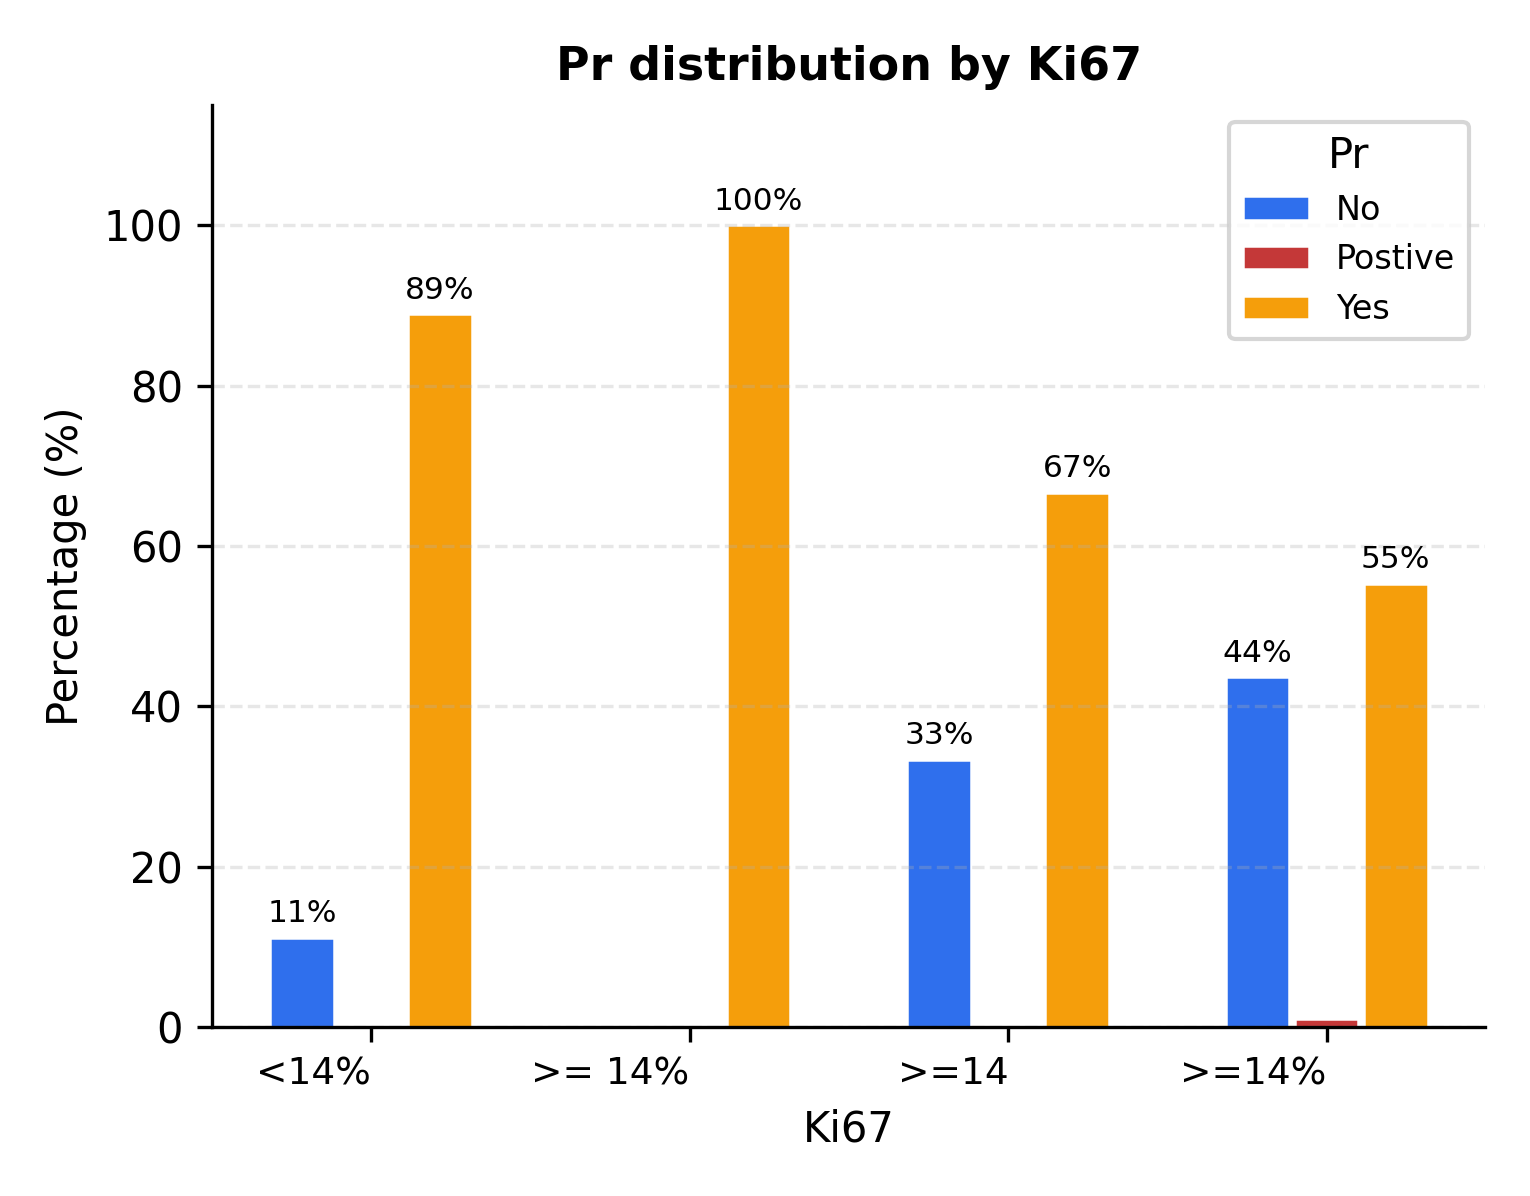 Pr distribution by Ki67
Pr
No
Postive
Yes
Percentage (%)
100
80
60
40
20
0
11%
89%
100%
33%
67%
44%
55%
<14%
>= 14%
>=14
>=14%
Ki67